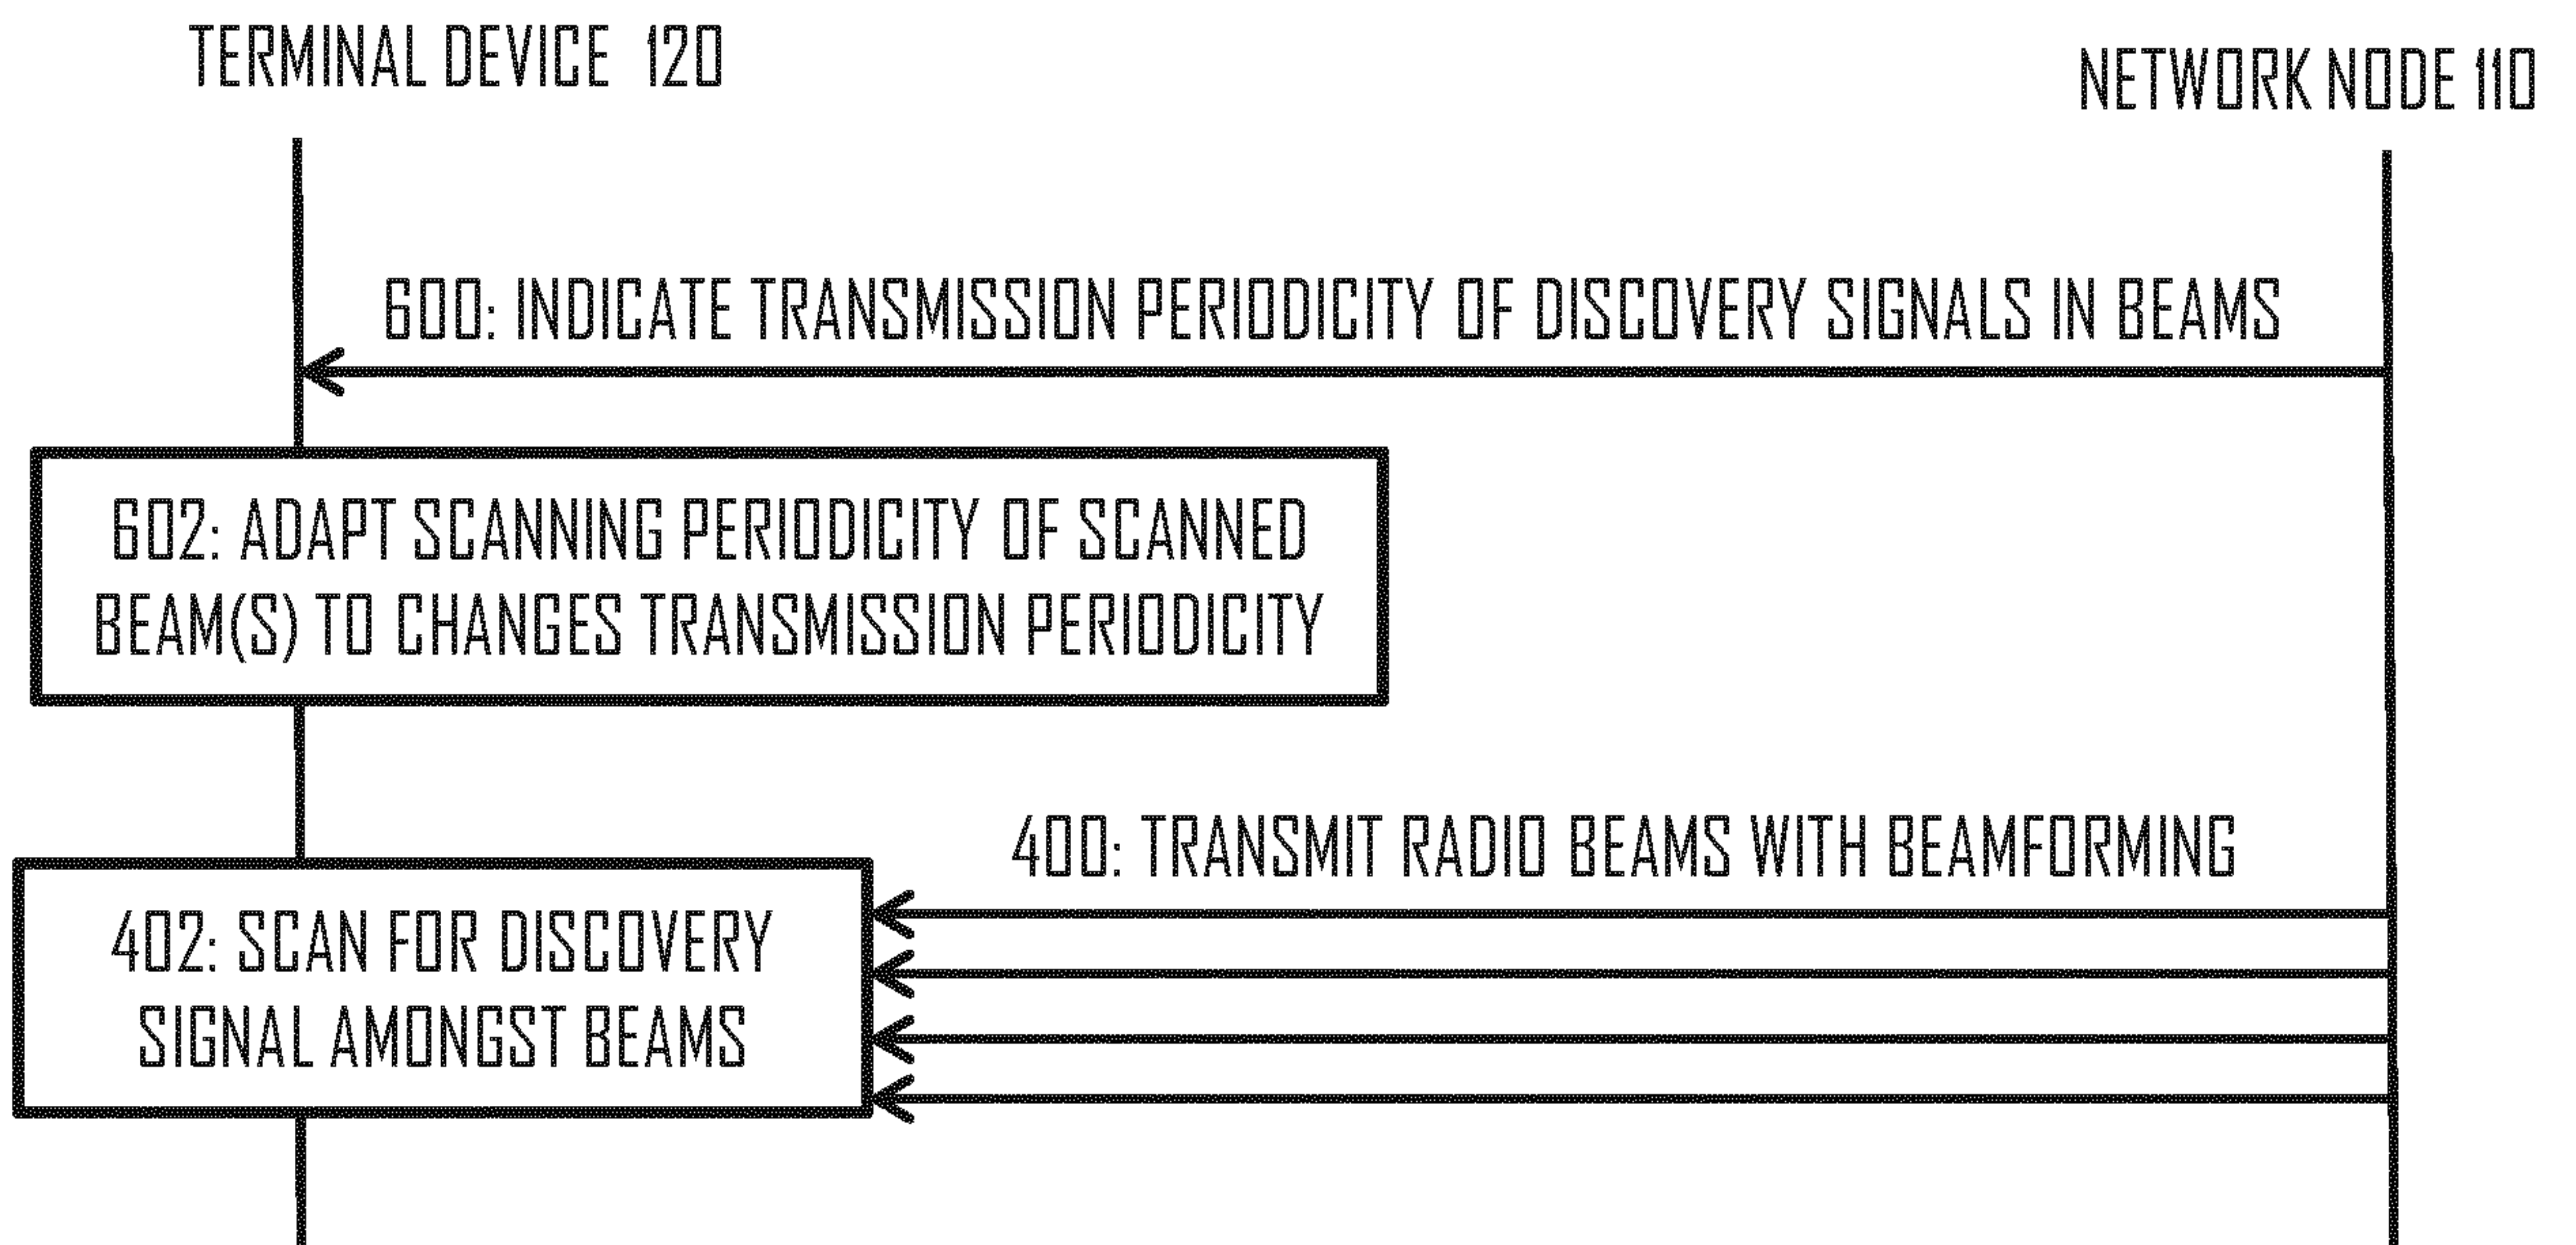 TERMINAL DEVICE 120
NETWORK NODE 110
600: INDICATE TRANSMISSION PERIODICITY OF DISCOVERY SIGNALS IN BEAMS
602: ADAPT SCANNING PERIODICITY OF SCANNED
BEAM(S) TO CHANGES TRANSMISSION PERIODICITY
400: TRANSMIT RADIO BEAMS WITH BEAMFORMING
402: SCAN FOR DISCOVERY
SIGNAL AMONGST BEAMS